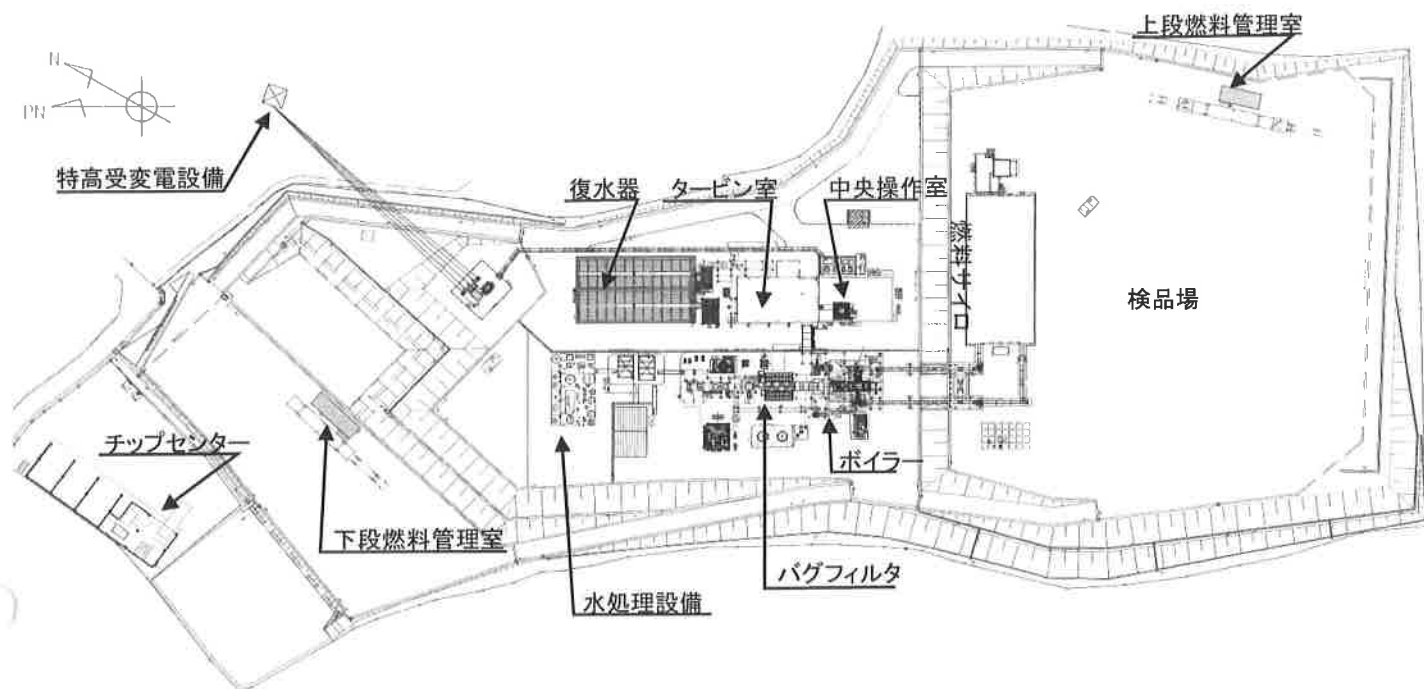 上段燃料管理室
N
PN
特高受変電設備
復水器
タービン室
中央操作室
燃料サイロ
検品場
チップセンター
ボイラー
下段燃料管理室
バグフィルタ
水処理設備